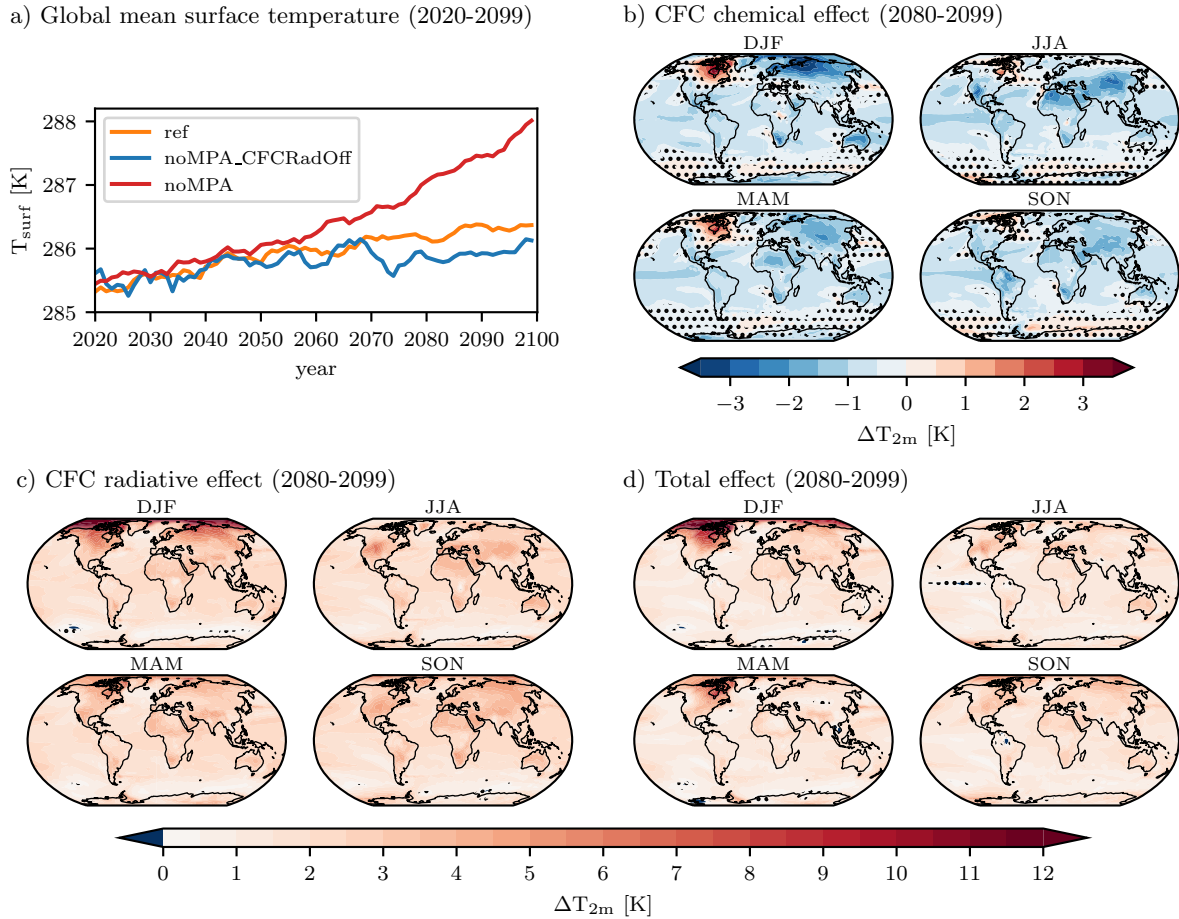 a) Global mean surface temperature (2020-2099)
288
287
286
285
T_surf [K]
ref
noMPA_CFCRadOff
noMPA
2020 2030 2040 2050 2060 2070 2080 2090 2100
year
b) CFC chemical effect (2080-2099)
DJF JJA
MAM SON
−3 −2 −1 0 1 2 3
ΔT_2m [K]
c) CFC radiative effect (2080-2099)
DJF JJA
MAM SON
d) Total effect (2080-2099)
DJF JJA
MAM SON
0 1 2 3 4 5 6 7 8 9 10 11 12
ΔT_2m [K]